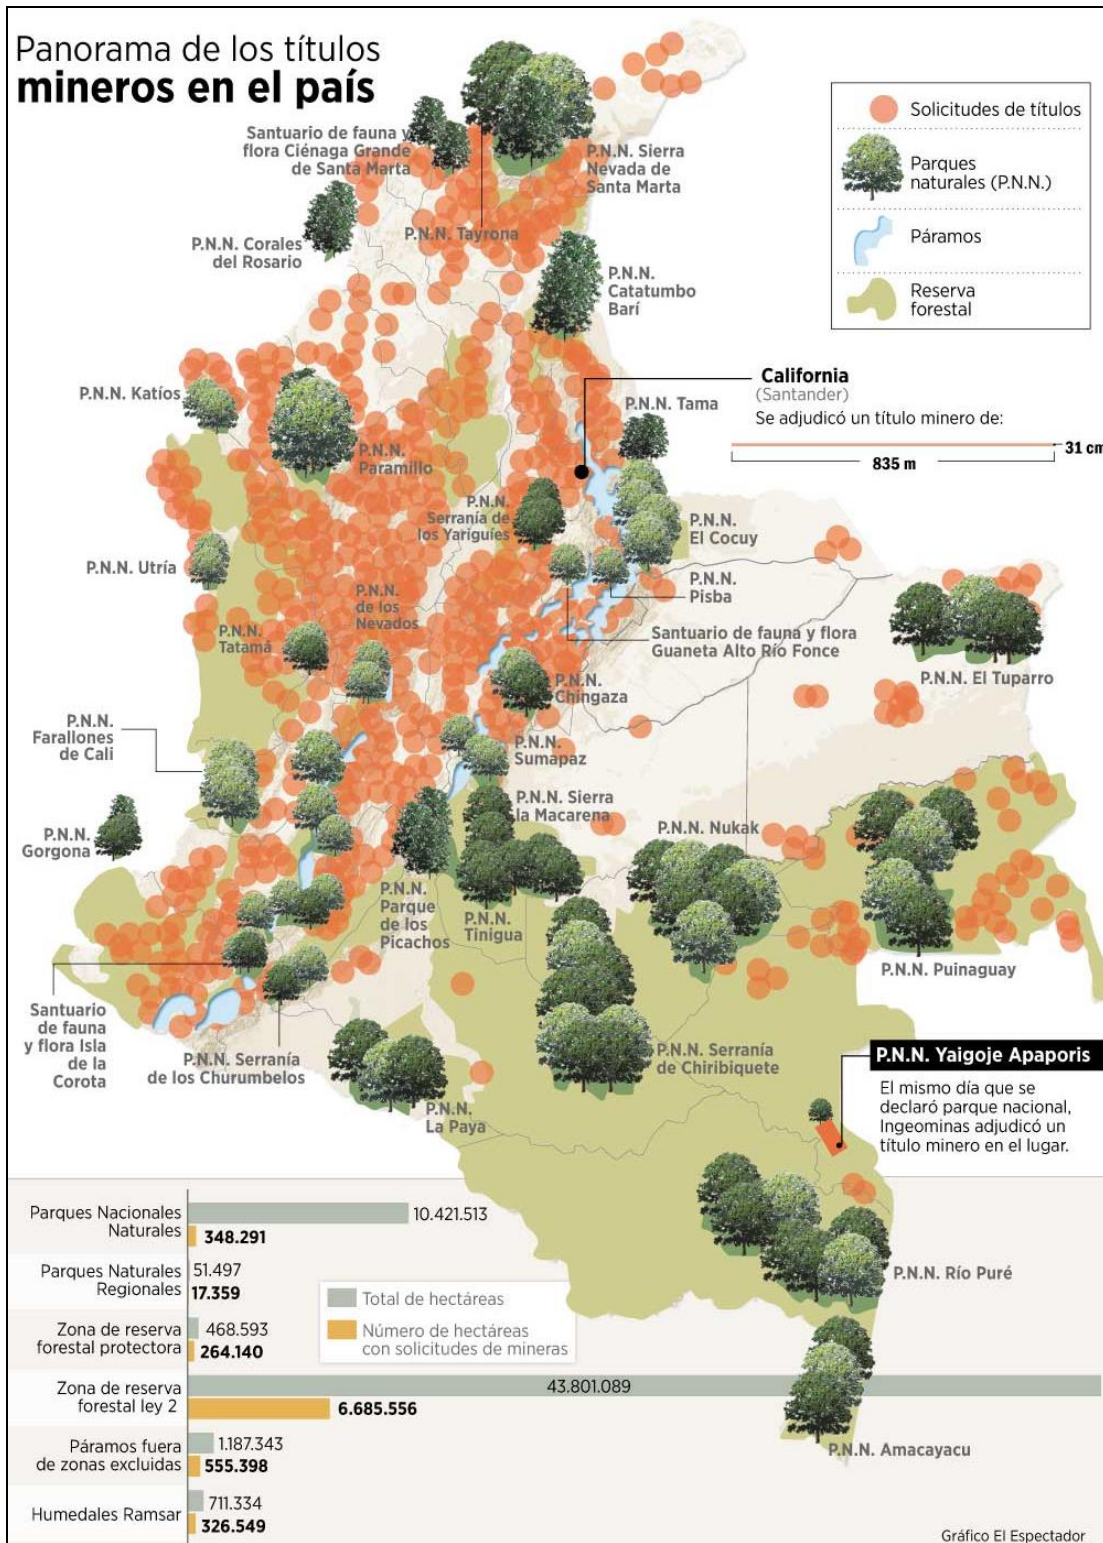 Panorama de los títulos
mineros en el país
Solicitudes de títulos
Parques
naturales (P.N.N.)
Páramos
Reserva
forestal
Santuario de fauna y
flora Ciénaga Grande
de Santa Marta
P.N.N. Sierra
Nevada de
Santa Marta
P.N.N. Tayrona
P.N.N. Corales
del Rosario
P.N.N.
Catatumbo
Barí
P.N.N. Katíos
P.N.N.
Paramillo
California
(Santander)
Se adjudicó un título minero de:
31 cm
835 m
P.N.N. Tama
P.N.N.
Serranía de
los Yariguíes
P.N.N.
El Cocuy
P.N.N. Utría
P.N.N.
Pisba
P.N.N.
de los
Nevados
P.N.N.
Tatamá
Santuario de fauna y flora
Guaneta Alto Río Fonce
P.N.N. El Tuparro
P.N.N.
Chingaza
P.N.N.
Farallones
de Cali
P.N.N.
Sumapaz
P.N.N. Sierra
la Macarena
P.N.N.
Gorgona
P.N.N. Nukak
P.N.N.
Parque
de los
Picachos
P.N.N.
Tinigua
P.N.N. Puinaguay
Santuario
de fauna
y flora Isla
de la
Corota
P.N.N. Serranía
de los Churumbelos
P.N.N. Serranía
de Chiribiquete
P.N.N.
La Paya
P.N.N. Yaigoje Apaporis
El mismo día que se
declaró parque nacional,
Ingeominas adjudicó un
título minero en el lugar.
P.N.N. Río Puré
P.N.N. Amacayacu
Parques Nacionales
Naturales
10.421.513
348.291
Parques Naturales
Regionales
51.497
17.359
Total de hectáreas
Número de hectáreas
con solicitudes de mineras
Zona de reserva
forestal protectora
468.593
264.140
Zona de reserva
forestal ley 2
43.801.089
6.685.556
Páramos fuera
de zonas excluidas
1.187.343
555.398
Humedales Ramsar
711.334
326.549
Gráfico El Espectador